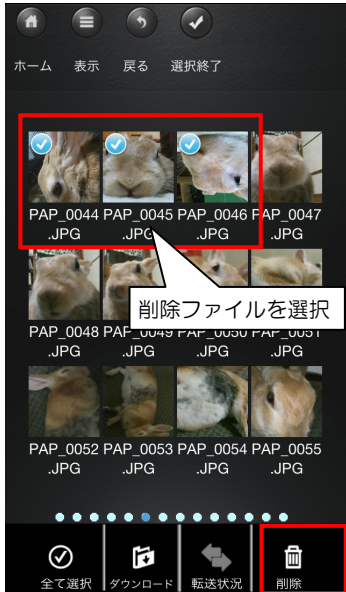 ホーム 表示 戻る 選択終了
PAP_0044 PAP_0045 PAP_0046 PAP_0047
.JPG .JPG .JPG .JPG
削除ファイルを選択
PAP_0048 PAP_0049 PAP_0050 PAP_0051
.JPG .JPG .JPG .JPG
PAP_0052 PAP_0053 PAP_0054 PAP_0055
.JPG .JPG .JPG .JPG
全て選択 ダウンロード 転送状況 削除